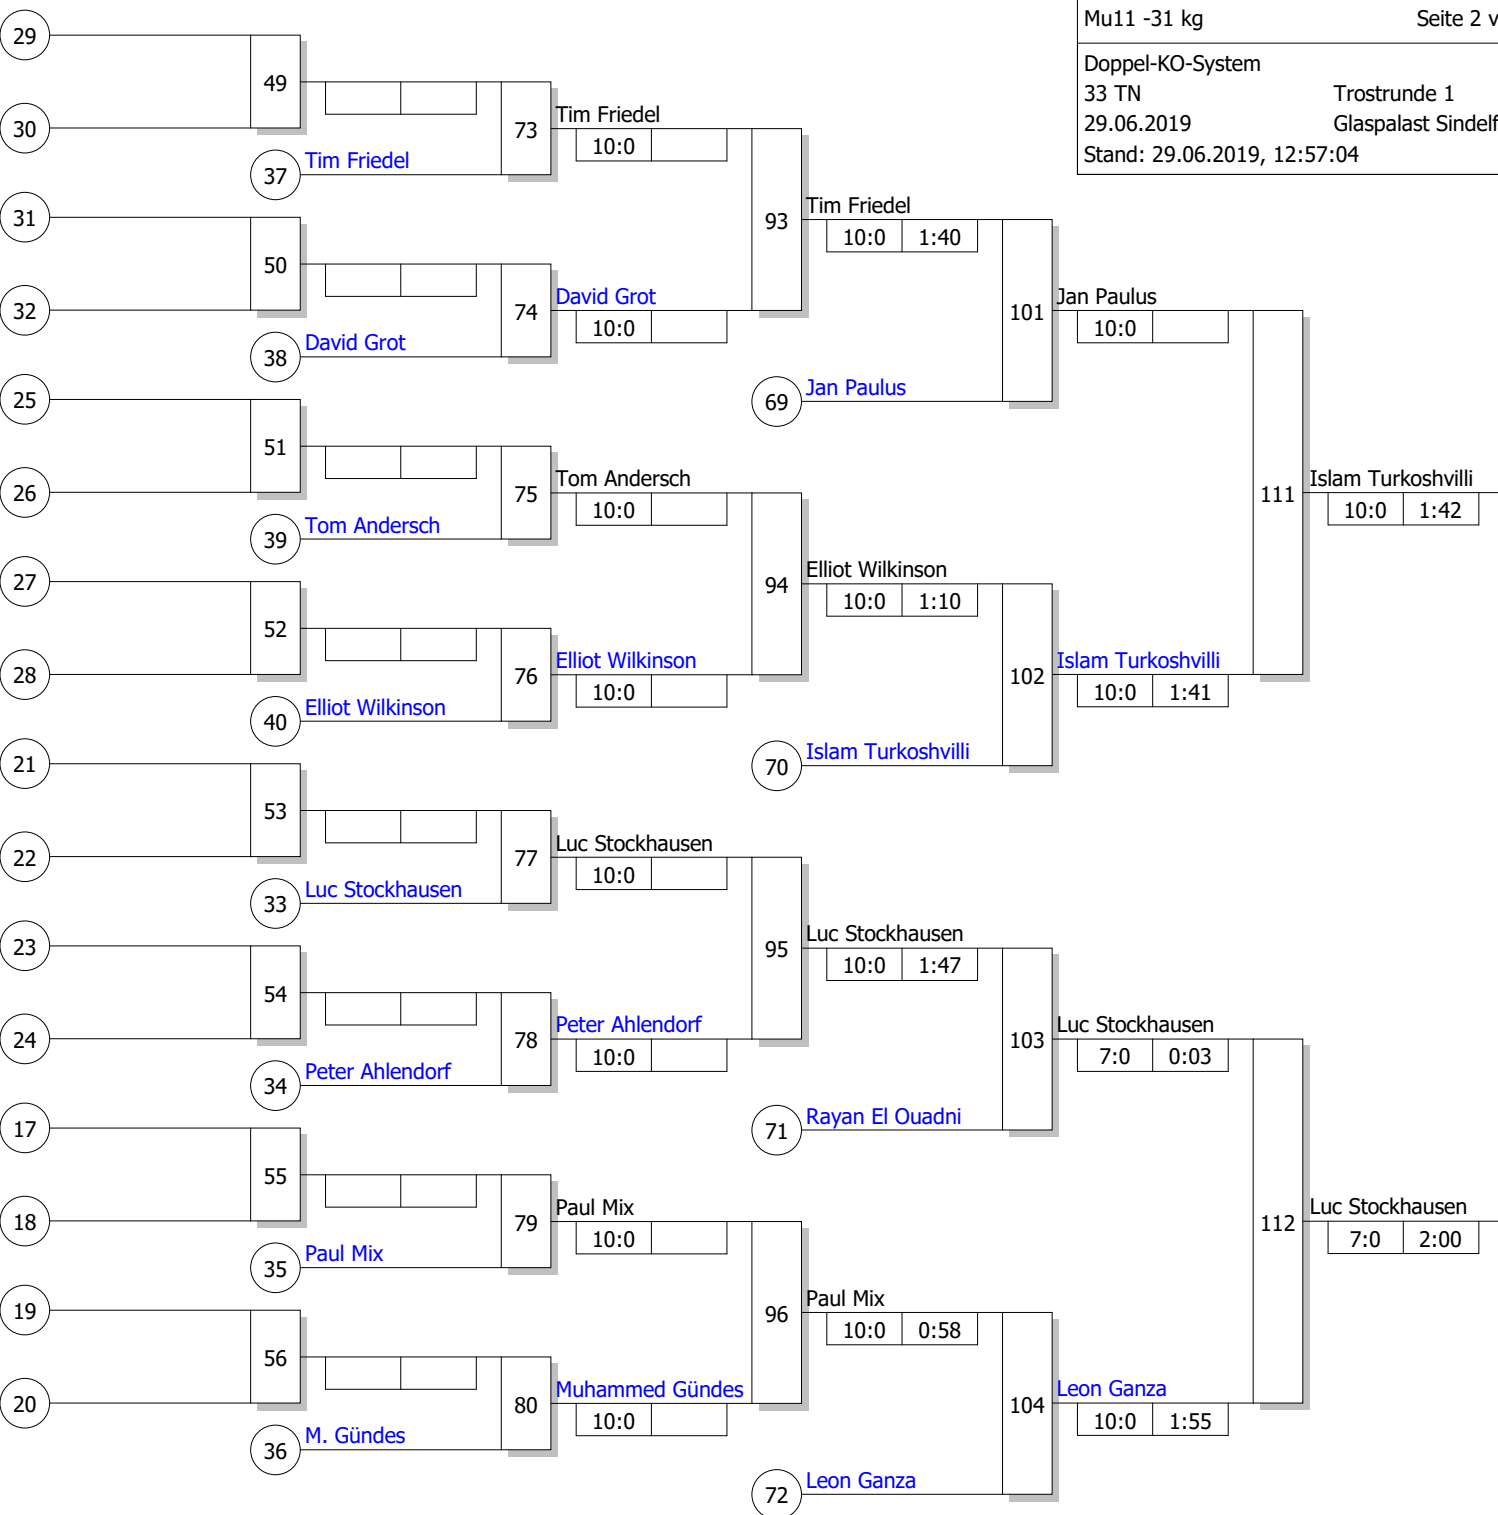 Mu11 -31 kg Seite 2 v
Doppel-KO-System
33 TN Trostrunde 1
29.06.2019 Glaspalast Sindelf
Stand: 29.06.2019, 12:57:04
29
49
30
73
Tim Friedel
10:0
37
Tim Friedel
31
93
Tim Friedel
10:0 1:40
50
32
74
David Grot
10:0
38
David Grot
101
Jan Paulus
10:0
69
Jan Paulus
25
51
26
75
Tom Andersch
10:0
39
Tom Andersch
111
Islam Turkoshvilli
10:0 1:42
27
94
Elliot Wilkinson
10:0 1:10
52
28
76
Elliot Wilkinson
10:0
40
Elliot Wilkinson
102
Islam Turkoshvilli
10:0 1:41
70
Islam Turkoshvilli
21
53
22
77
Luc Stockhausen
10:0
33
Luc Stockhausen
23
95
Luc Stockhausen
10:0 1:47
54
24
78
Peter Ahlendorf
10:0
34
Peter Ahlendorf
103
Luc Stockhausen
7:0 0:03
71
Rayan El Ouadni
17
55
18
79
Paul Mix
10:0
35
Paul Mix
112
Luc Stockhausen
7:0 2:00
19
96
Paul Mix
10:0 0:58
56
20
80
Muhammed Gündes
10:0
36
M. Gündes
104
Leon Ganza
10:0 1:55
72
Leon Ganza